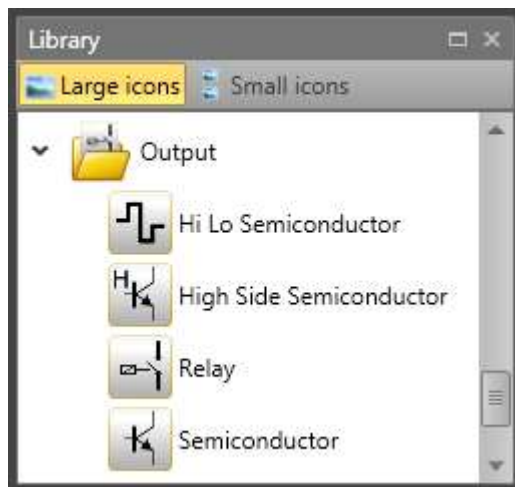 Library
Large icons Small icons
Output
Hi Lo Semiconductor
H
High Side Semiconductor
Relay
Semiconductor